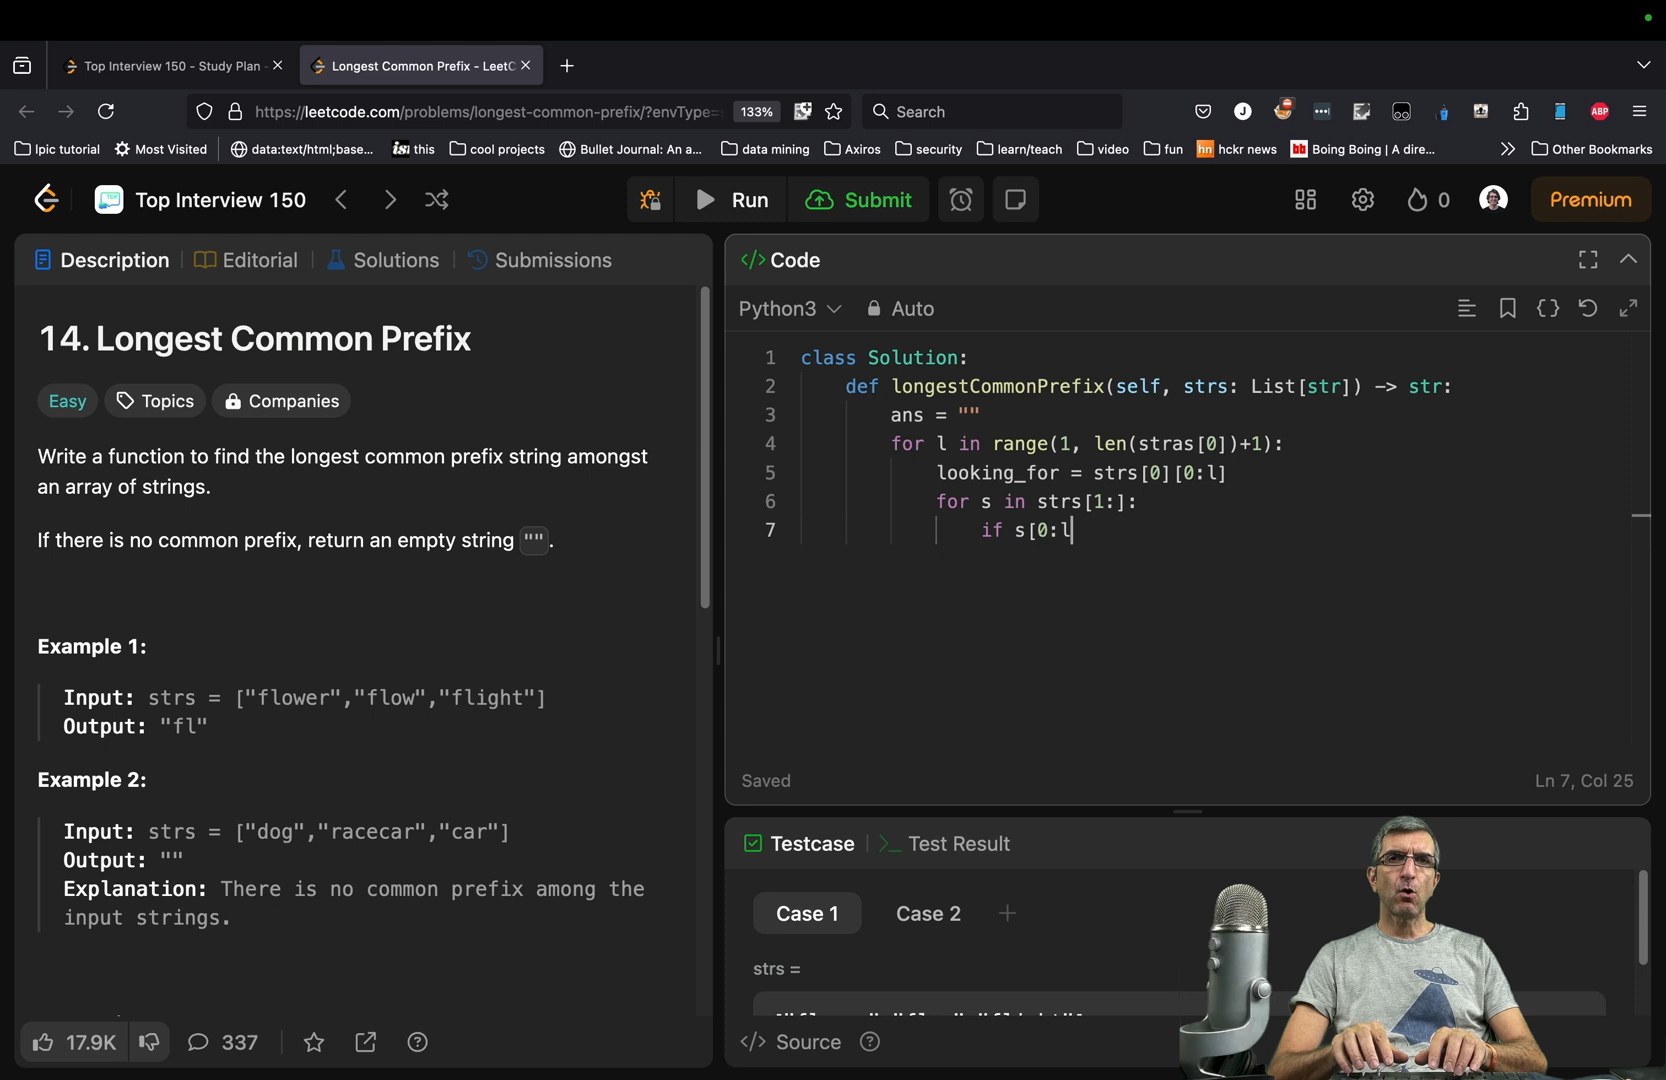 Top Interview 150 - Study Plan -
Longest Common Prefix - LeetC
https://leetcode.com/problems/longest-common-prefix/?envType=
133%
Search
J
ABP
Ipic tutorial
Most Visited
data:text/html;base...
this
cool projects
Bullet Journal: An a...
data mining
Axiros
security
learn/teach
video
fun
hn hckr news
bb Boing Boing | A dire...
Other Bookmarks
Top Interview 150
Run
Submit
0
Premium
Description
Editorial
Solutions
Submissions
14. Longest Common Prefix
Easy
Topics
Companies
Write a function to find the longest common prefix string amongst
an array of strings.
If there is no common prefix, return an empty string "".
Example 1:
Input: strs = ["flower","flow","flight"]
Output: "fl"
Example 2:
Input: strs = ["dog","racecar","car"]
Output: ""
Explanation: There is no common prefix among the
input strings.
17.9K
337
</> Code
Python3
Auto
1 class Solution:
2 def longestCommonPrefix(self, strs: List[str]) -> str:
3 ans = ""
4 for l in range(1, len(stras[0])+1):
5 looking_for = strs[0][0:l]
6 for s in strs[1:]:
7 if s[0:l
Saved
Ln 7, Col 25
Testcase
Test Result
Case 1
Case 2
strs =
</> Source